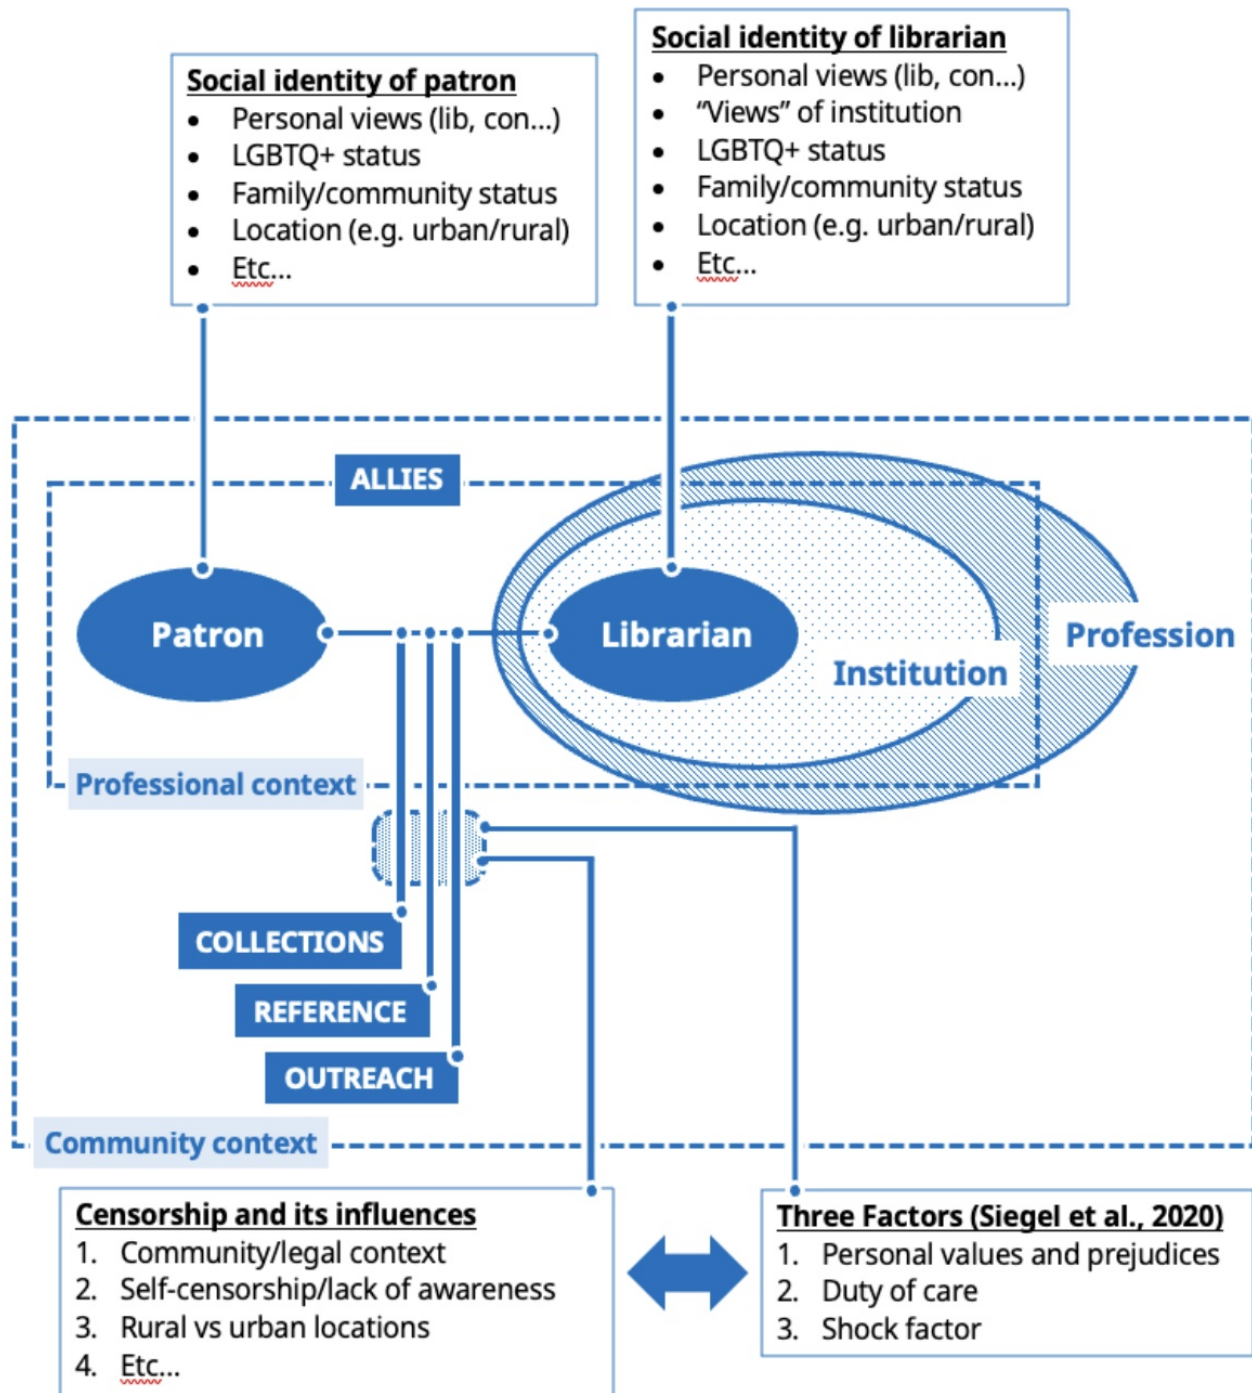 Social identity of patron
• Personal views (lib, con...)
• LGBTQ+ status
• Family/community status
• Location (e.g. urban/rural)
• Etc...
Social identity of librarian
• Personal views (lib, con...)
• “Views” of institution
• LGBTQ+ status
• Family/community status
• Location (e.g. urban/rural)
• Etc...
ALLIES
Patron
Librarian
Institution
Profession
Professional context
COLLECTIONS
REFERENCE
OUTREACH
Community context
Censorship and its influences
1. Community/legal context
2. Self-censorship/lack of awareness
3. Rural vs urban locations
4. Etc...
Three Factors (Siegel et al., 2020)
1. Personal values and prejudices
2. Duty of care
3. Shock factor